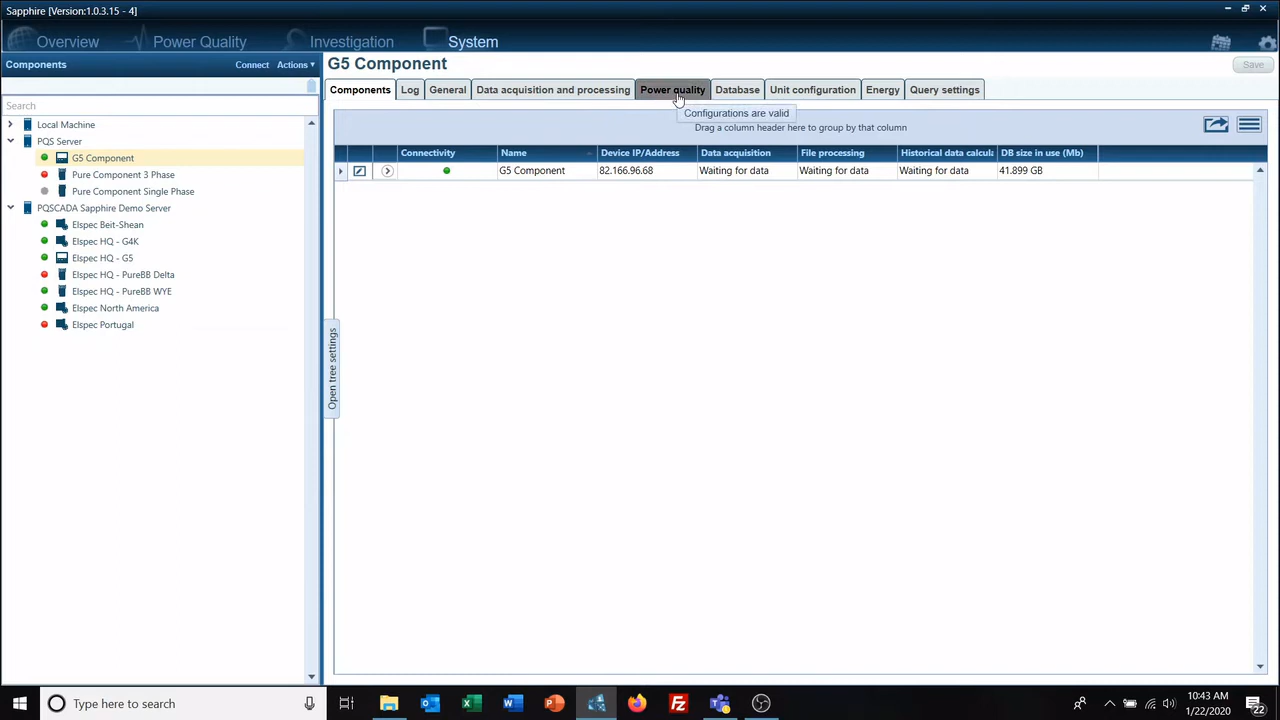 Sapphire [Version:1.0.3.15 - 4]
Overview Power Quality Investigation System
Components Connect Actions
G5 Component Save
Components Log General Data acquisition and processing Power quality Database Unit configuration Energy Query settings
Search
Configurations are valid
Drag a column header here to group by that column
Connectivity Name Device IP/Address Data acquisition File processing Historical data calcula DB size in use (Mb)
G5 Component 82.166.96.68 Waiting for data Waiting for data Waiting for data 41.899 GB
Local Machine
PQS Server
G5 Component
Pure Component 3 Phase
Pure Component Single Phase
PQSCADA Sapphire Demo Server
Elspec Beit-Shean
Elspec HQ - G4K
Elspec HQ - G5
Elspec HQ - PureBB Delta
Elspec HQ - PureBB WYE
Elspec North America
Elspec Portugal
Open tree settings
Type here to search
10:43 AM
1/22/2020
22